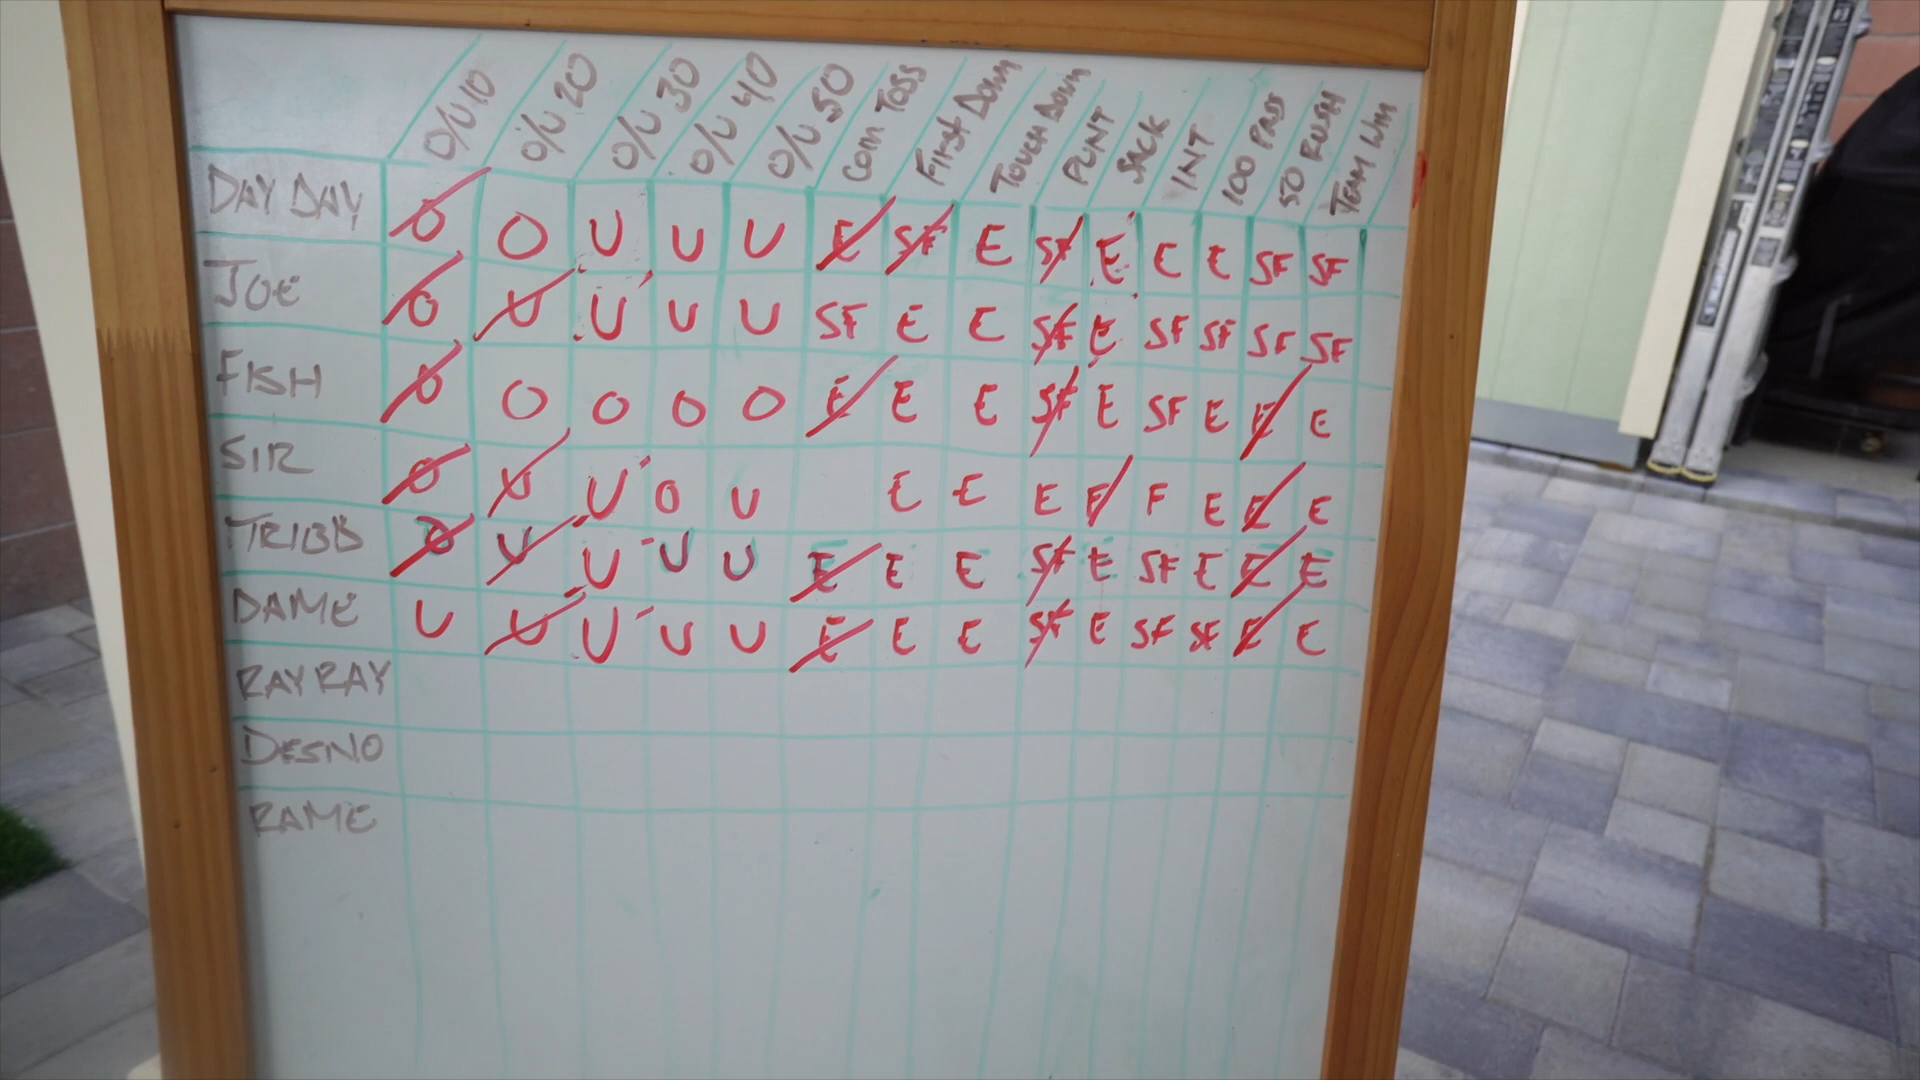 O/U 10 O/U 20 O/U 30 O/U 40 O/U 50 COIN TOSS FIRST DOWN TOUCH DOWN PUNT SACK INT 100 PASS 50 RUSH TEAM WIN
DAY DAY O O U U U E SF E SF E E E SF SF
JOE O U U U U SF E E SF E SF SF SF SF
FISH O O O O O E E E SF E SF E E E
SIR O U U O U E E E E F E E E
TRIBB O U U U U E E E SF E SF E E E
DAME U U U U U E E E SF E SF SF E E
RAY RAY
DESNO
RAME